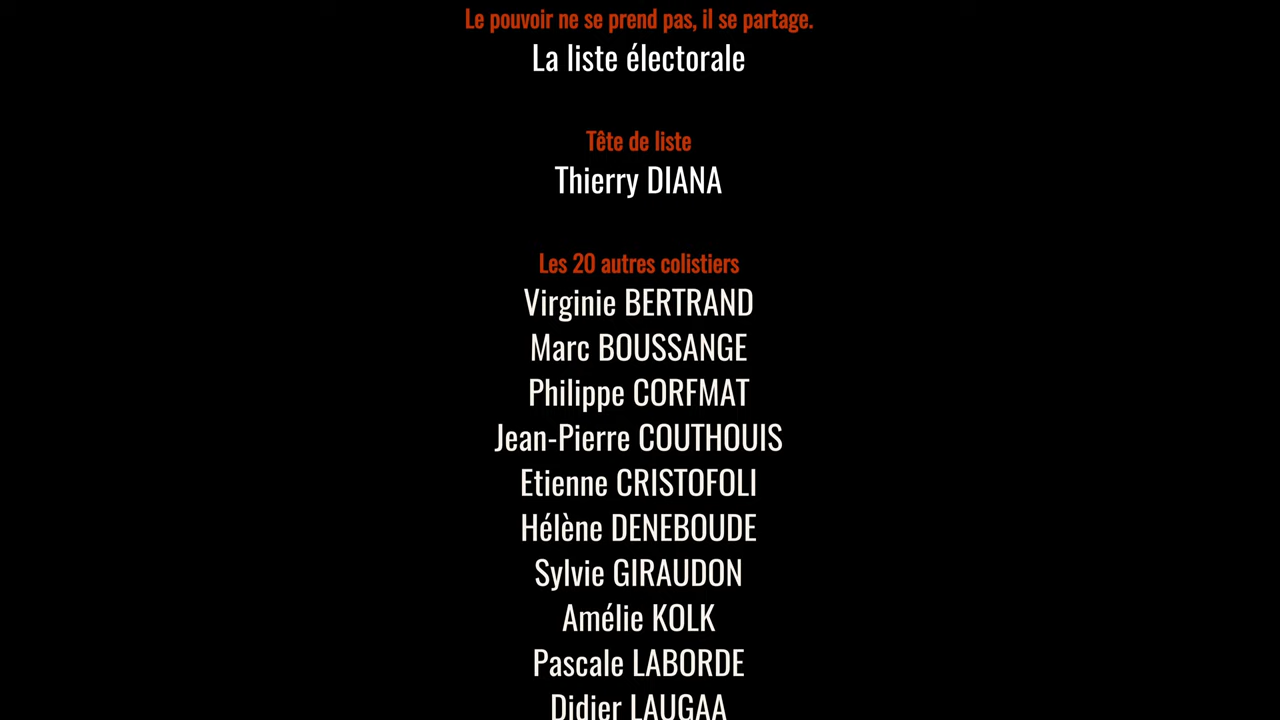 Le pouvoir ne se prend pas, il se partage.
La liste électorale
Tête de liste
Thierry DIANA
Les 20 autres colistiers
Virginie BERTRAND
Marc BOUSSANGE
Philippe CORFMAT
Jean-Pierre COUTHOUIS
Etienne CRISTOFOLI
Hélène DENEBOUDE
Sylvie GIRAUDON
Amélie KOLK
Pascale LABORDE
Didier LAUGAA